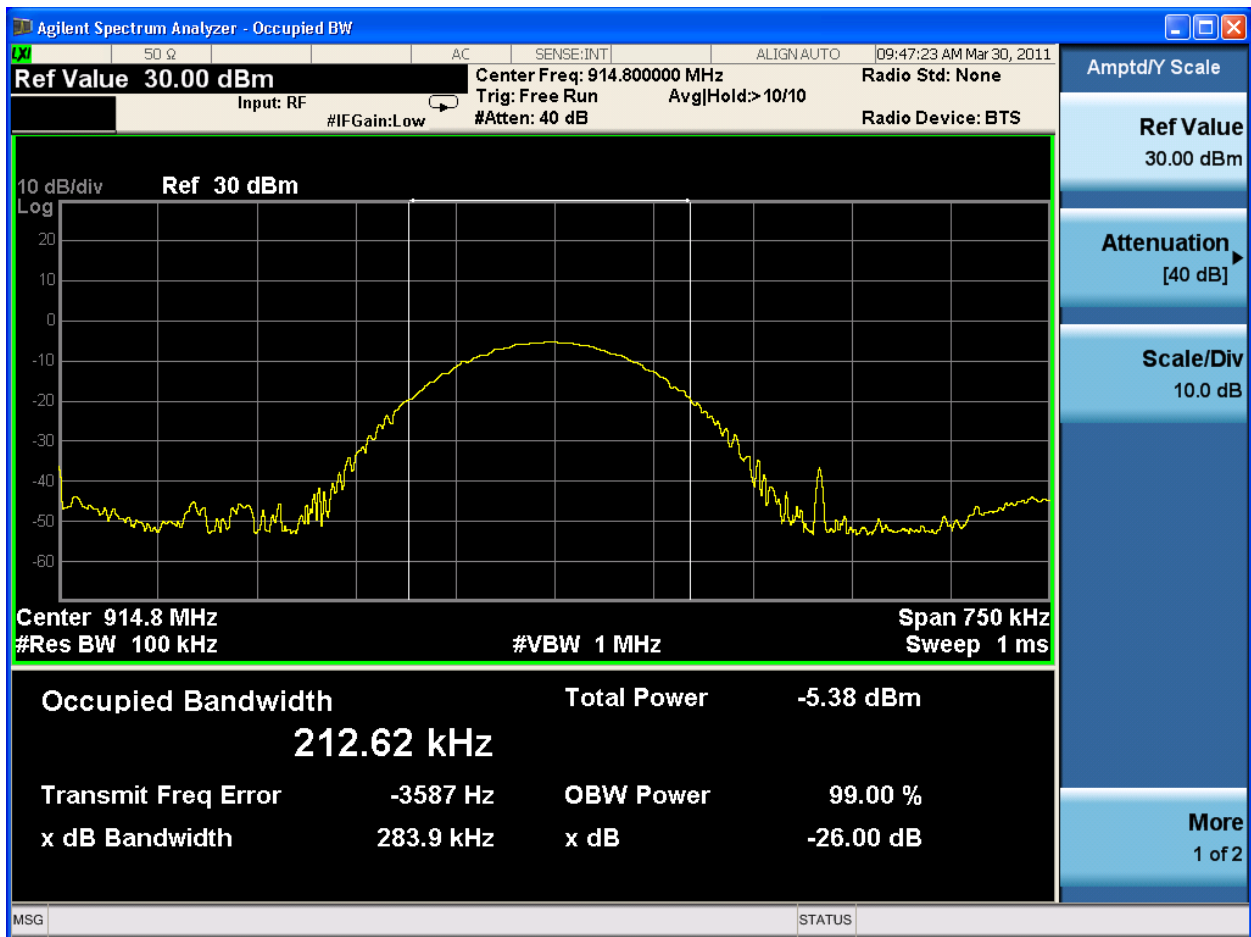 Agilent Spectrum Analyzer - Occupied BW
LXI 50 Ω AC SENSE:INT ALIGN AUTO 09:47:23 AM Mar 30, 2011
Ref Value 30.00 dBm
Input: RF
#IFGain:Low
Center Freq: 914.800000 MHz
Trig: Free Run Avg|Hold:>10/10
#Atten: 40 dB
Radio Std: None
Radio Device: BTS
10 dB/div Ref 30 dBm
Log
20
10
0
-10
-20
-30
-40
-50
-60
Center 914.8 MHz Span 750 kHz
#Res BW 100 kHz #VBW 1 MHz Sweep 1 ms
Occupied Bandwidth Total Power -5.38 dBm
212.62 kHz
Transmit Freq Error -3587 Hz OBW Power 99.00 %
x dB Bandwidth 283.9 kHz x dB -26.00 dB
Amptd/Y Scale
Ref Value
30.00 dBm
Attenuation
[40 dB]
Scale/Div
10.0 dB
More
1 of 2
MSG STATUS